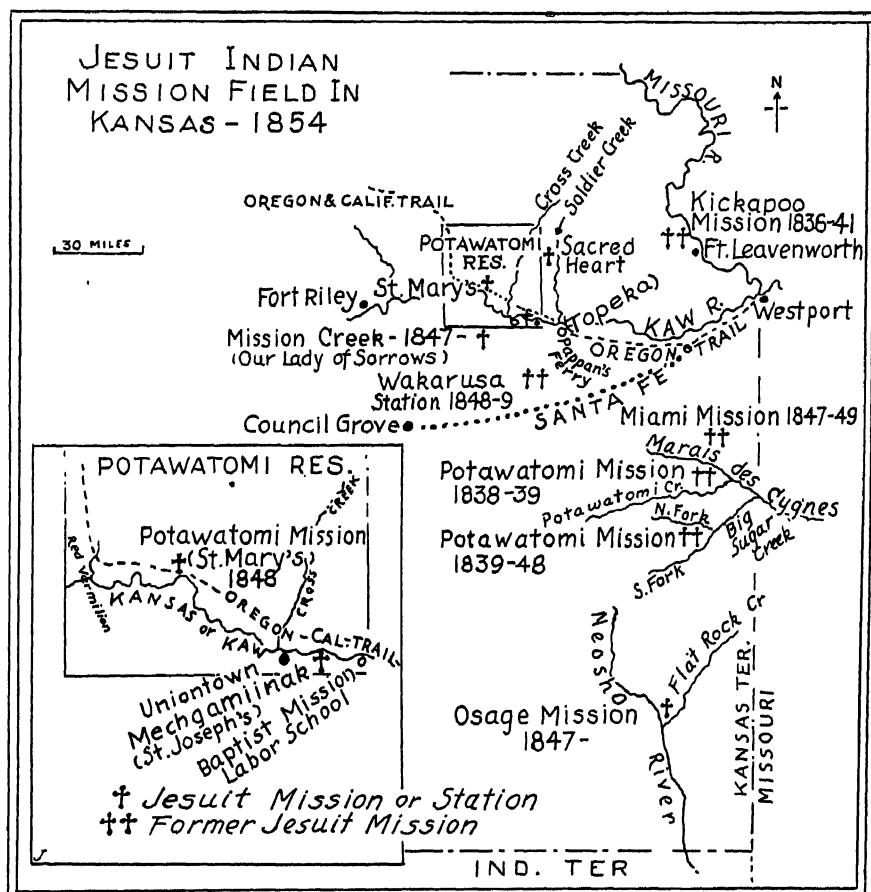 JESUIT INDIAN
MISSION FIELD IN
KANSAS - 1854
MISSOURI R.
N
Cross Creek
Soldier Creek
OREGON & CALIF. TRAIL
Kickapoo
Mission 1836-41
30 MILES
POTAWATOMI
RES.
†† Ft. Leavenworth
† Sacred
Heart
St. Mary's †
Fort Riley
(Topeka)
KAW R.
Westport
Mission Creek - 1847- †
(Our Lady of Sorrows)
OREGON TRAIL
Pappan's
Ferry
Wakarusa ††
Station 1848-9
SANTA FE
Council Grove
Miami Mission 1847-49
††
Marais des Cygnes
Potawatomi Mission ††
1838-39
Potawatomi Cr.
N. Fork
Potawatomi Mission ††
1839-48
Big
Sugar
Creek
S. Fork
POTAWATOMI RES.
CROSS CREEK
Potawatomi Mission
† (St. Mary's)
1848
Red Vermilion
KANSAS or KAW
OREGON - CAL - TRAIL
Uniontown
Mechgamiinak †
(St. Joseph's)
Baptist Mission
Labor School
Neosho River
Flat Rock Cr
Osage Mission
1847-
KANSAS TER.
MISSOURI
† Jesuit Mission or Station
†† Former Jesuit Mission
J
IND. TER